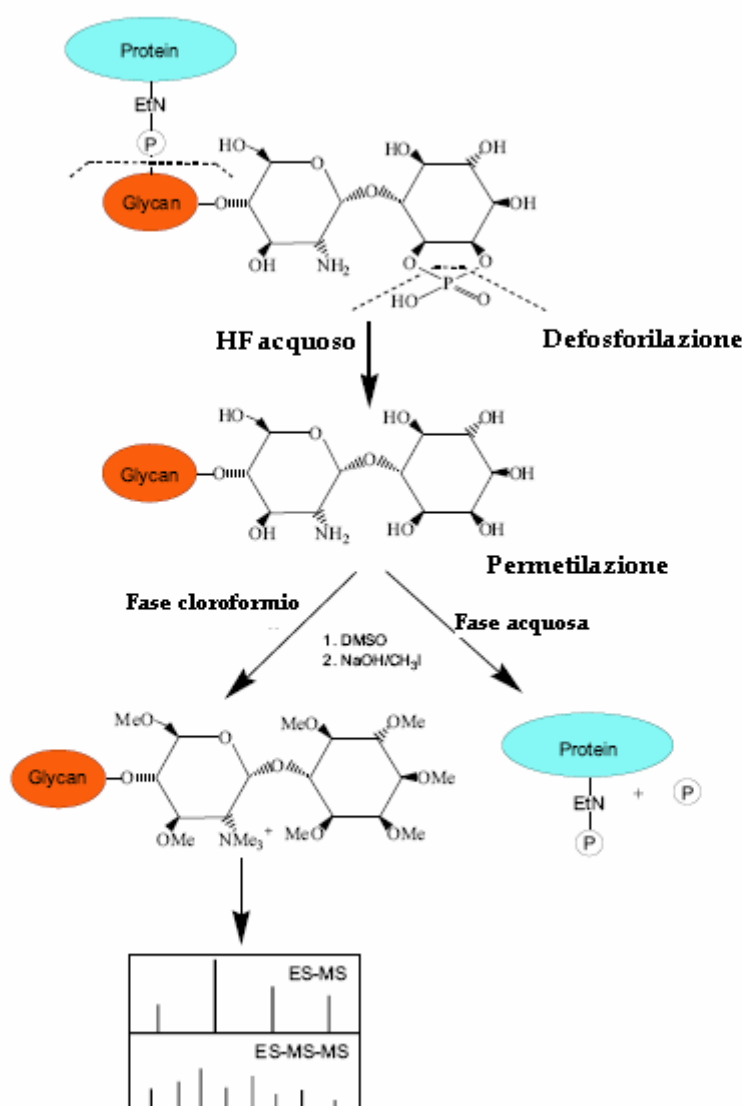 Protein
EtN
P
HO
O
Glycan
O
OH
NH2
O
HO
OH
OH
O
O
P
HO
O
HF acquoso
Defosforilazione
HO
O
Glycan
O
OH
NH2
O
HO
OH
OH
HO
OH
Permetilazione
Fase cloroformio
Fase acquosa
1. DMSO
2. NaOH/CH3I
MeO
O
Glycan
O
OMe
NMe3+
O
MeO
OMe
OMe
MeO
OMe
Protein
EtN
P
+ P
ES-MS
ES-MS-MS